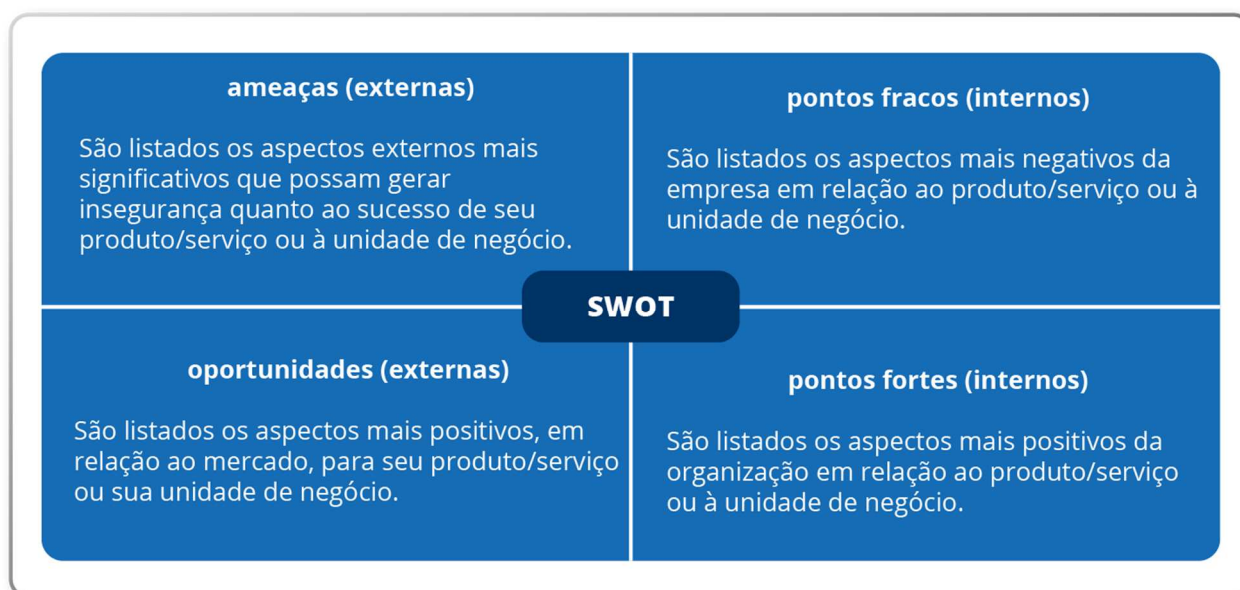 ameaças (externas)
São listados os aspectos externos mais
significativos que possam gerar
insegurança quanto ao sucesso de seu
produto/serviço ou à unidade de negócio.
pontos fracos (internos)
São listados os aspectos mais negativos da
empresa em relação ao produto/serviço ou à
unidade de negócio.
SWOT
oportunidades (externas)
São listados os aspectos mais positivos, em
relação ao mercado, para seu produto/serviço
ou sua unidade de negócio.
pontos fortes (internos)
São listados os aspectos mais positivos da
organização em relação ao produto/serviço
ou à unidade de negócio.